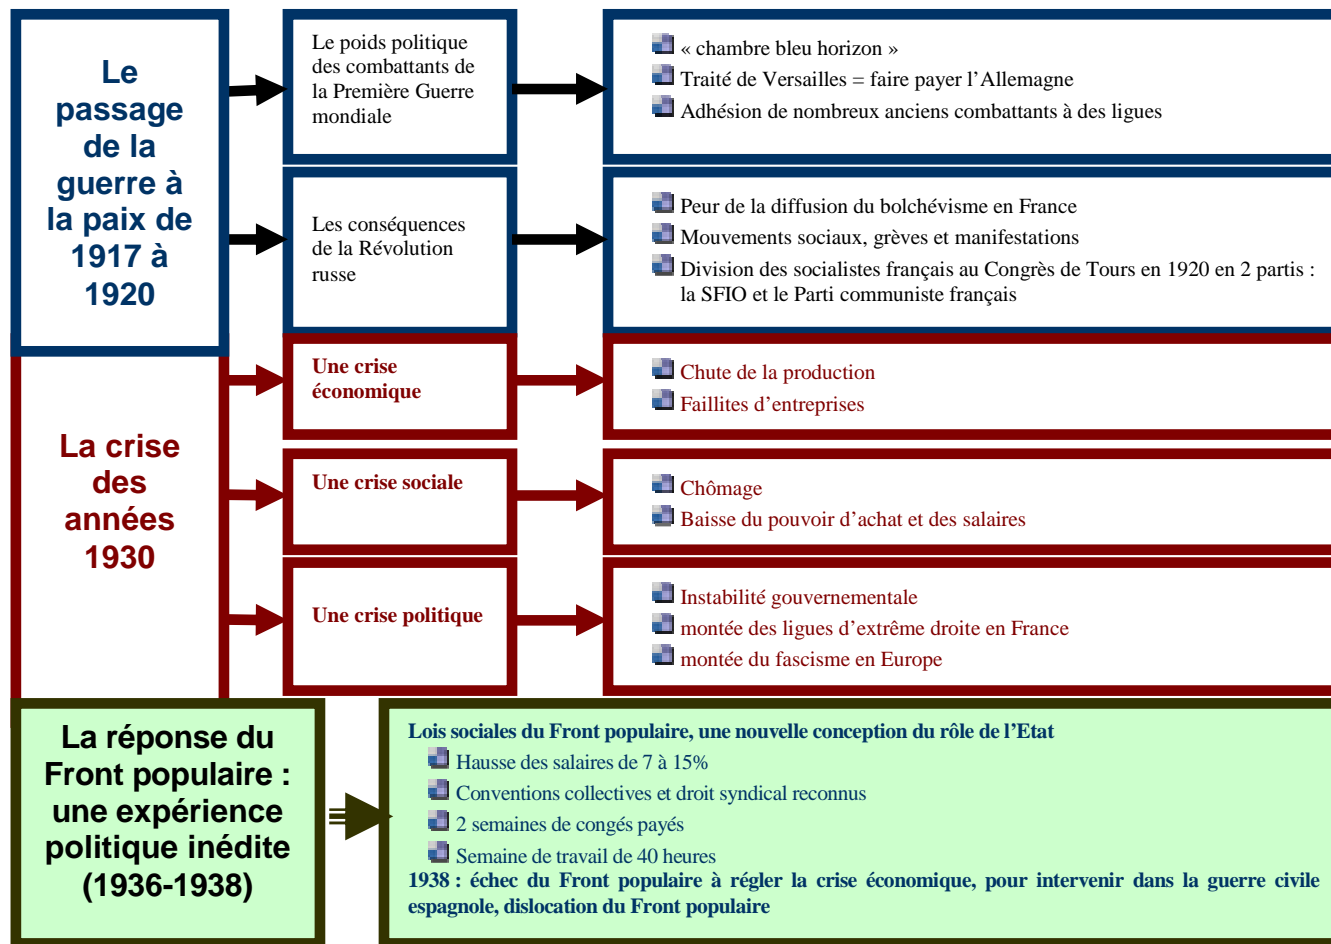 Le
passage
de la
guerre à
la paix de
1917 à
1920
Le poids politique
des combattants de
la Première Guerre
mondiale
« chambre bleu horizon »
Traité de Versailles = faire payer l’Allemagne
Adhésion de nombreux anciens combattants à des ligues
Les conséquences
de la Révolution
russe
Peur de la diffusion du bolchévisme en France
Mouvements sociaux, grèves et manifestations
Division des socialistes français au Congrès de Tours en 1920 en 2 partis :
la SFIO et le Parti communiste français
La crise
des
années
1930
Une crise
économique
Chute de la production
Faillites d’entreprises
Une crise sociale
Chômage
Baisse du pouvoir d’achat et des salaires
Une crise politique
Instabilité gouvernementale
montée des ligues d’extrême droite en France
montée du fascisme en Europe
La réponse du
Front populaire :
une expérience
politique inédite
(1936-1938)
Lois sociales du Front populaire, une nouvelle conception du rôle de l’Etat
Hausse des salaires de 7 à 15%
Conventions collectives et droit syndical reconnus
2 semaines de congés payés
Semaine de travail de 40 heures
1938 : échec du Front populaire à régler la crise économique, pour intervenir dans la guerre civile
espagnole, dislocation du Front populaire